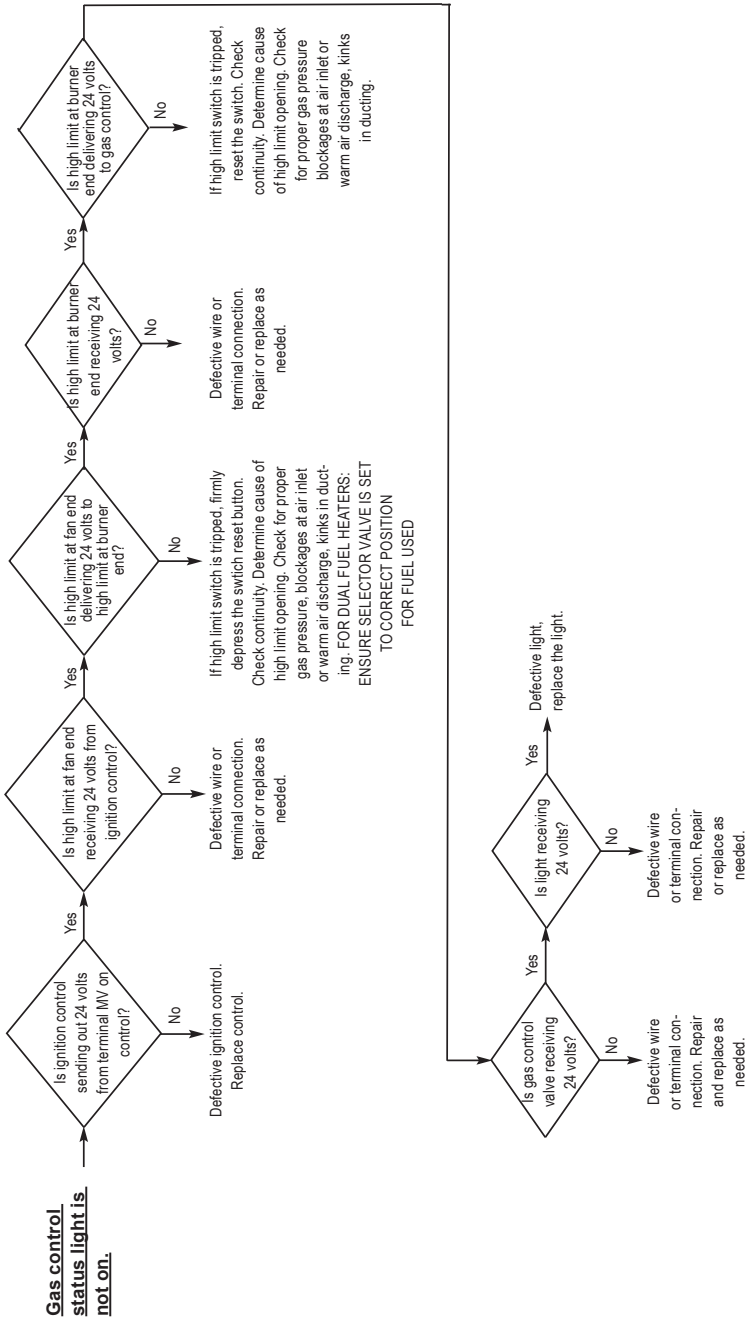 Gas control
status light is
not on.
Is ignition control
sending out 24 volts
from terminal MV on
control?
Yes
No
Defective ignition control.
Replace control.
Is high limit at fan end
receiving 24 volts from
ignition control?
Yes
No
Defective wire or
terminal connection.
Repair or replace as
needed.
Is high limit at fan end
delivering 24 volts to
high limit at burner
end?
Yes
No
If high limit switch is tripped, firmly
depress the swtich reset button.
Check continuity. Determine cause of
high limit opening. Check for proper
gas pressure, blockages at air inlet
or warm air discharge, kinks in duct-
ing. FOR DUAL FUEL HEATERS:
ENSURE SELECTOR VALVE IS SET
TO CORRECT POSITION
FOR FUEL USED
Is high limit at burner
end receiving 24
volts?
Yes
No
Defective wire or
terminal connection.
Repair or replace as
needed.
Is high limit at burner
end delivering 24 volts
to gas control?
No
If high limit switch is tripped,
reset the switch. Check
continuity. Determine cause
of high limit opening. Check
for proper gas pressure
blockages at air inlet or
warm air discharge, kinks
in ducting.
Is gas control
valve receiving
24 volts?
Yes
No
Defective wire
or terminal con-
nection. Repair
and replace as
needed.
Is light receiving
24 volts?
Yes
No
Defective wire
or terminal con-
nection. Repair
or replace as
needed.
Defective light,
replace the light.